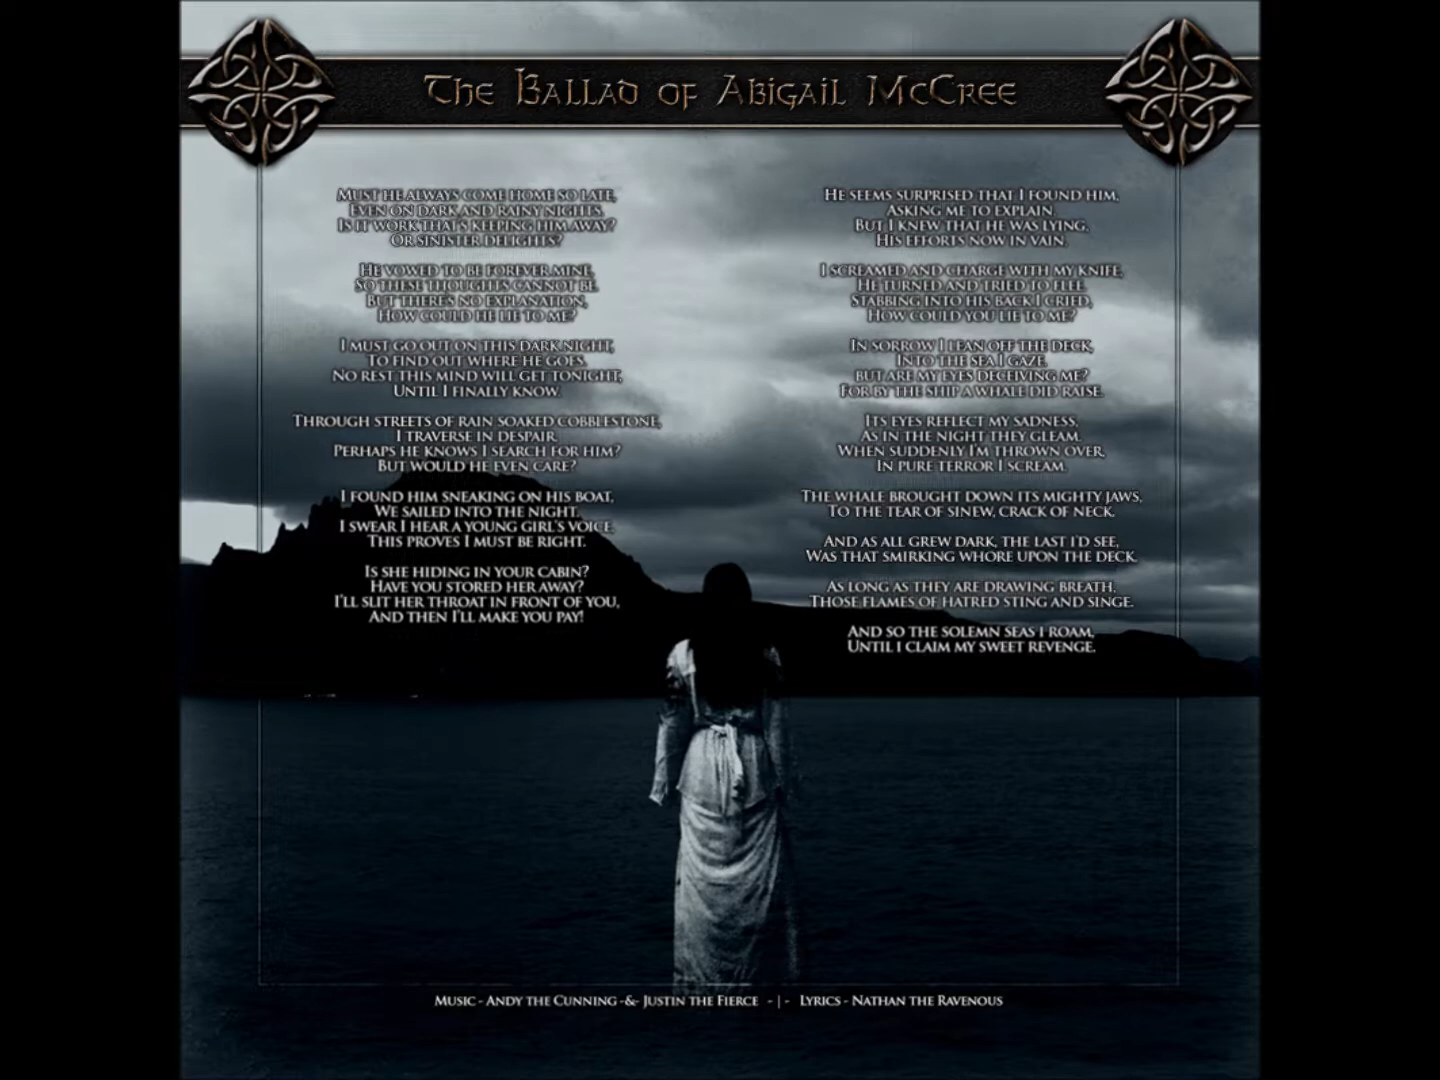 The Ballad of Abigail McCree
Must he always come home so late,
Even on dark and rainy nights.
Is it work that's keeping him away?
Or sinister delights?
He vowed to be forever mine,
So these thoughts cannot be.
But there's no explanation,
How could he lie to me?
I must go out on this dark night,
To find out where he goes.
No rest this mind will get tonight,
Until I finally know.
Through streets of rain soaked cobblestone,
I traverse in despair.
Perhaps he knows I search for him?
But would he even care?
I found him sneaking on his boat,
We sailed into the night.
I swear I hear a young girl's voice,
This proves I must be right.
Is she hiding in your cabin?
Have you stored her away?
I'll slit her throat in front of you,
And then I'll make you pay!
He seems surprised that I found him,
Asking me to explain.
But I knew that he was lying,
His efforts now in vain.
I screamed and charge with my knife,
He turned and tried to flee.
Stabbing into his back I cried,
How could you lie to me?
In sorrow I lean off the deck,
Into the sea I gaze.
but are my eyes deceiving me?
For by the ship a whale did raise.
Its eyes reflect my sadness,
As in the night they gleam.
When suddenly I'm thrown over,
In pure terror I scream.
The whale brought down its mighty jaws,
To the tear of sinew, crack of neck.
And as all grew dark, the last I'd see,
Was that smirking whore upon the deck.
As long as they are drawing breath,
Those flames of hatred sting and singe.
And so the solemn seas I roam,
Until I claim my sweet revenge.
Music - Andy the Cunning -&- Justin the Fierce - | - Lyrics - Nathan the Ravenous